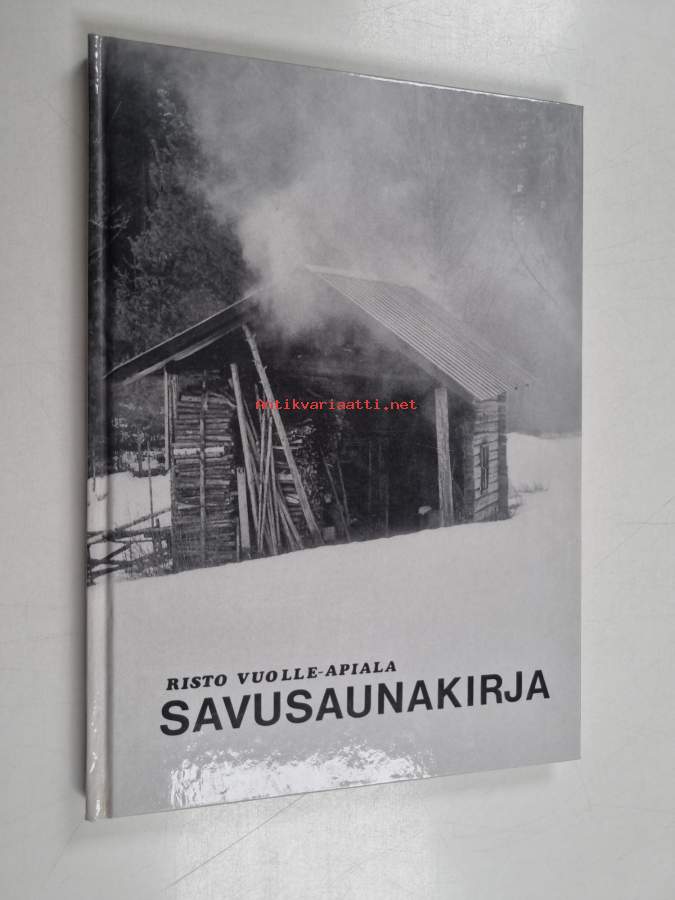 Antikvariaatti.net
RISTO VUOLLE-APIALA
SAVUSAUNAKIRJA